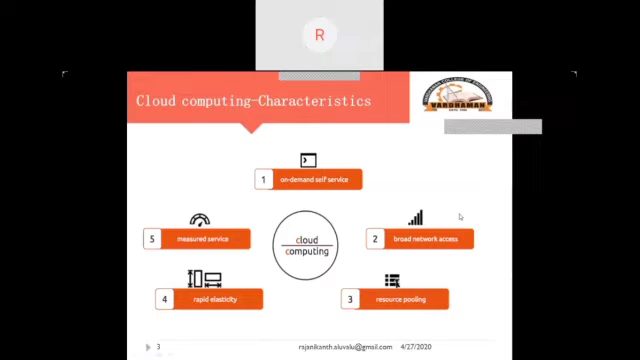 R
Cloud computing-Characteristics
VARDHAMAN
1 on-demand self service
5 measured service
cloud
computing
2 broad network access
4 rapid elasticity
3 resource pooling
3 rajanikanth.aluvalu@gmail.com 4/27/2020